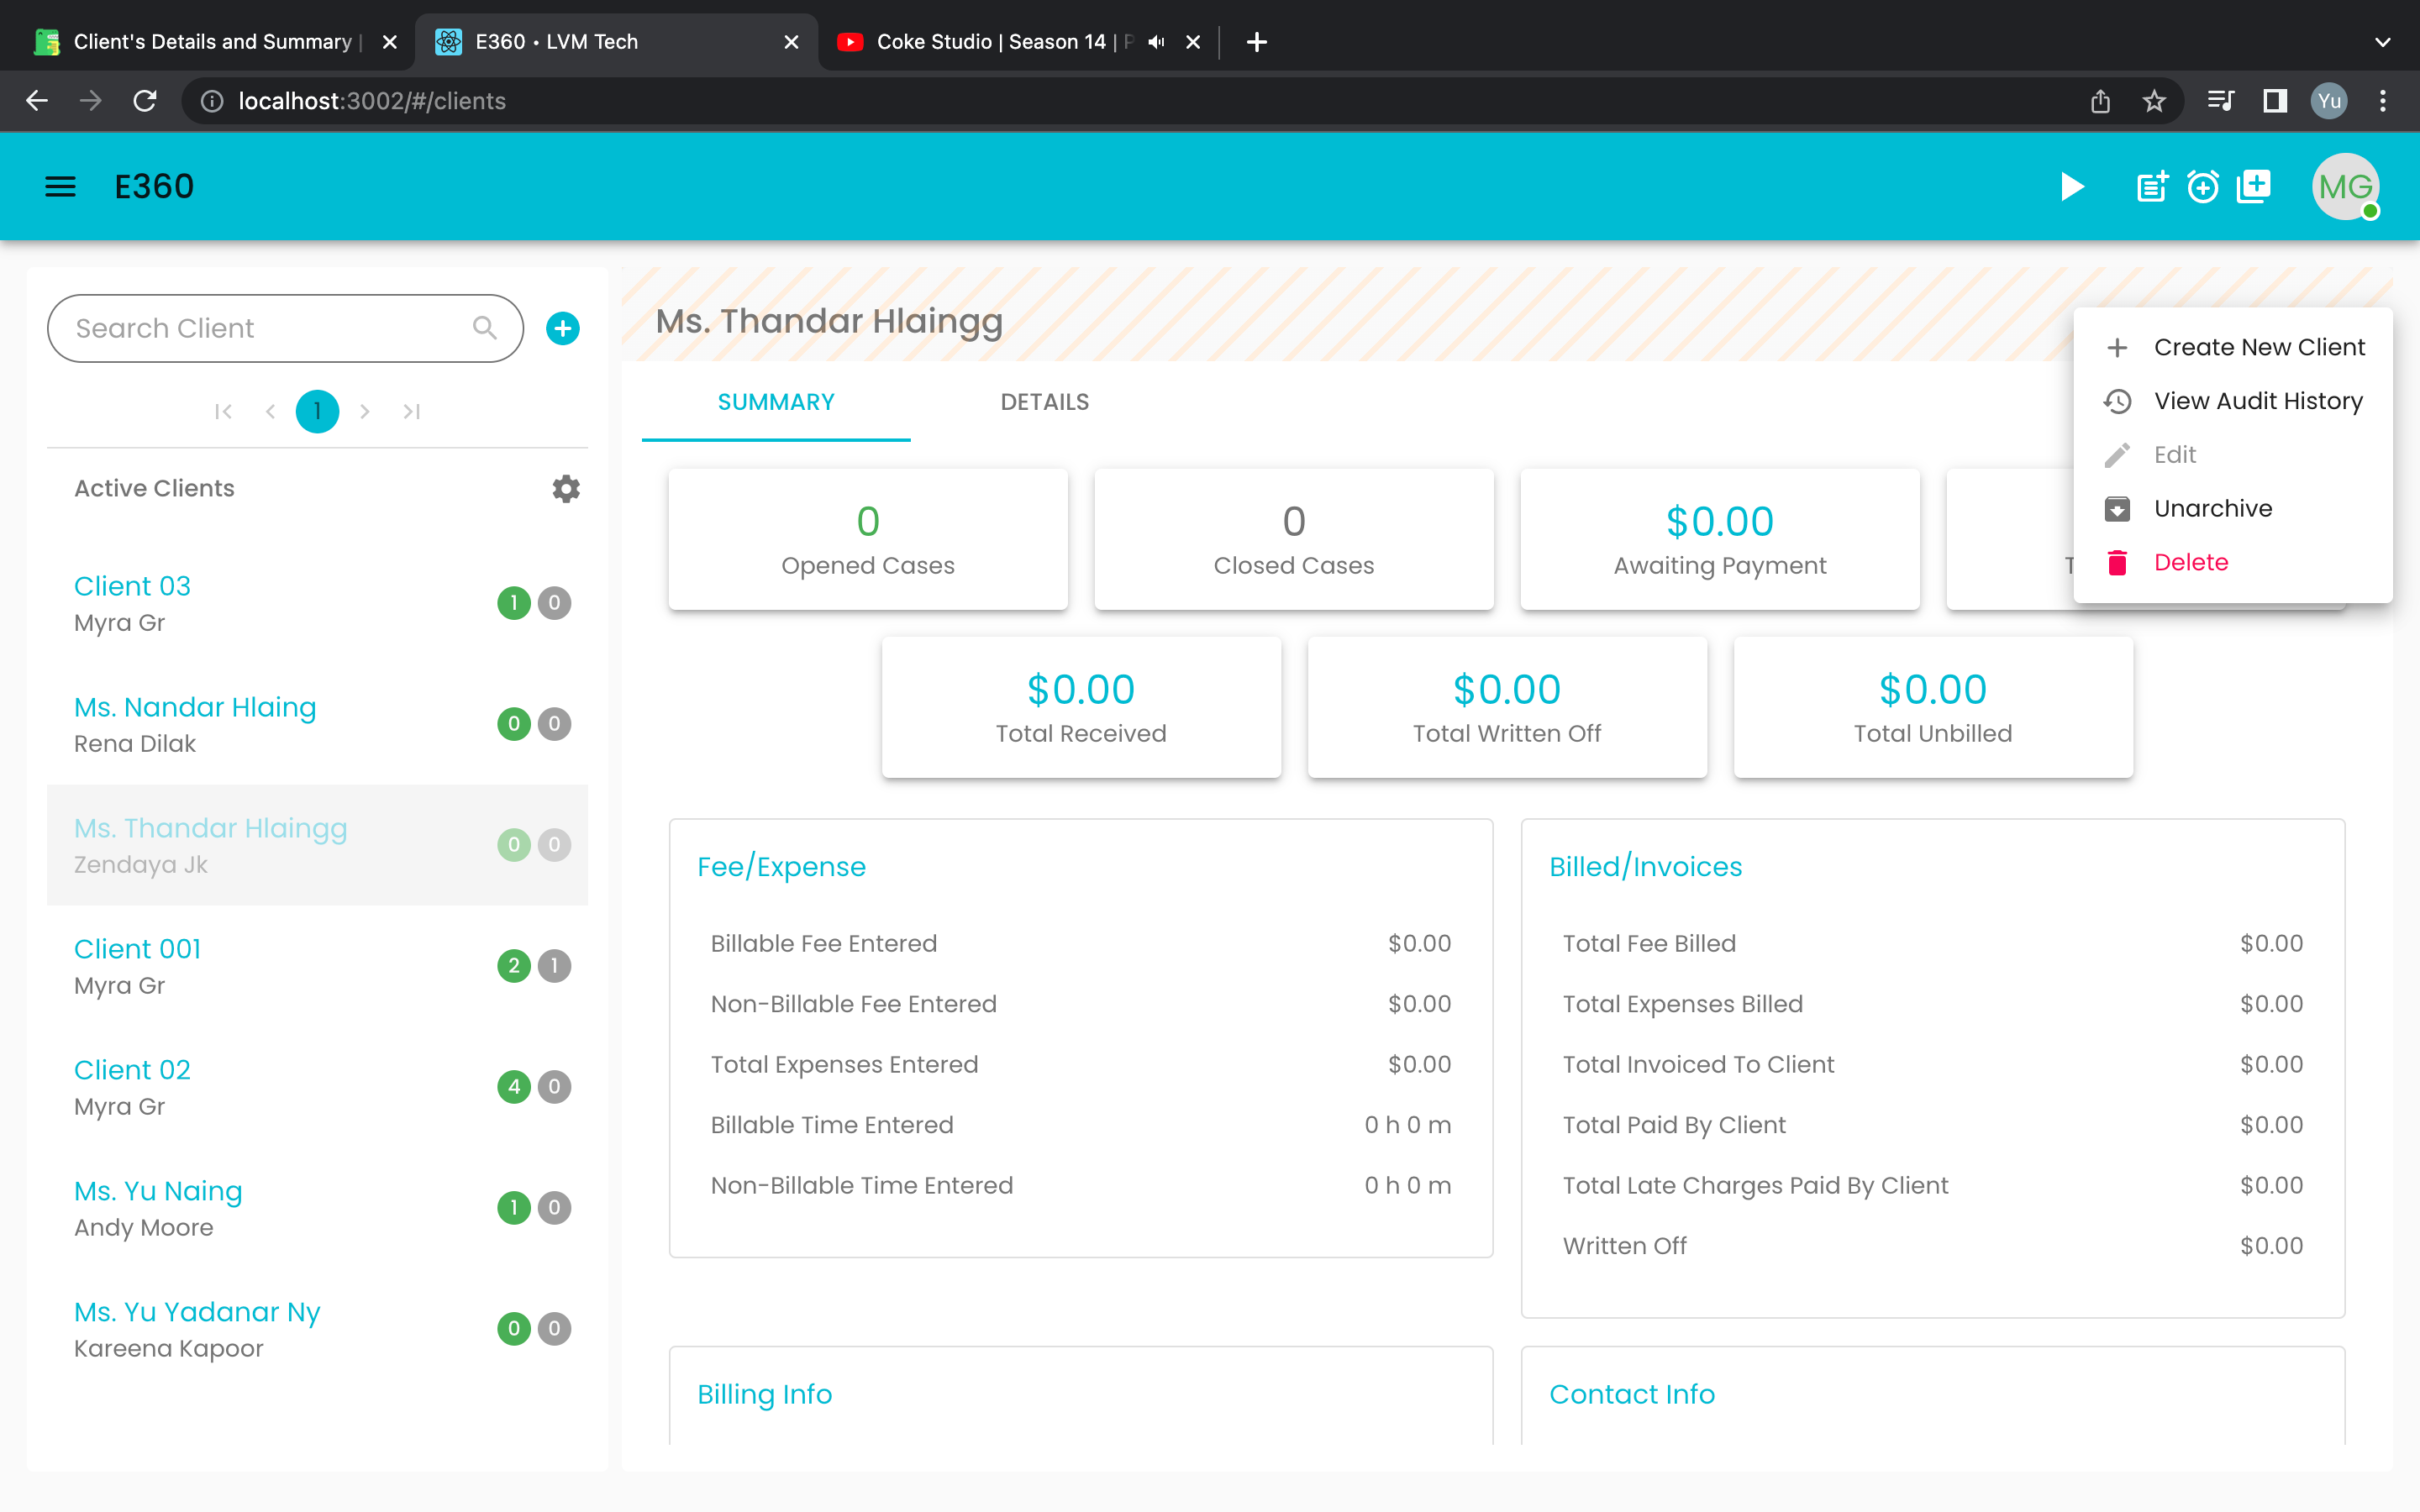 Client's Details and Summary |
E360 • LVM Tech
Coke Studio | Season 14 |
localhost:3002/#/clients
Yu
E360
MG
Search Client
1
Active Clients
Client 03
Myra Gr
1 0
Ms. Nandar Hlaing
Rena Dilak
0 0
Ms. Thandar Hlaingg
Zendaya Jk
0 0
Client 001
Myra Gr
2 1
Client 02
Myra Gr
4 0
Ms. Yu Naing
Andy Moore
1 0
Ms. Yu Yadanar Ny
Kareena Kapoor
0 0
Ms. Thandar Hlaingg
Create New Client
View Audit History
Edit
Unarchive
Delete
SUMMARY DETAILS
0
Opened Cases
0
Closed Cases
$0.00
Awaiting Payment
$0.00
Total Received
$0.00
Total Written Off
$0.00
Total Unbilled
Fee/Expense
Billable Fee Entered $0.00
Non-Billable Fee Entered $0.00
Total Expenses Entered $0.00
Billable Time Entered 0 h 0 m
Non-Billable Time Entered 0 h 0 m
Billed/Invoices
Total Fee Billed $0.00
Total Expenses Billed $0.00
Total Invoiced To Client $0.00
Total Paid By Client $0.00
Total Late Charges Paid By Client $0.00
Written Off $0.00
Billing Info
Contact Info